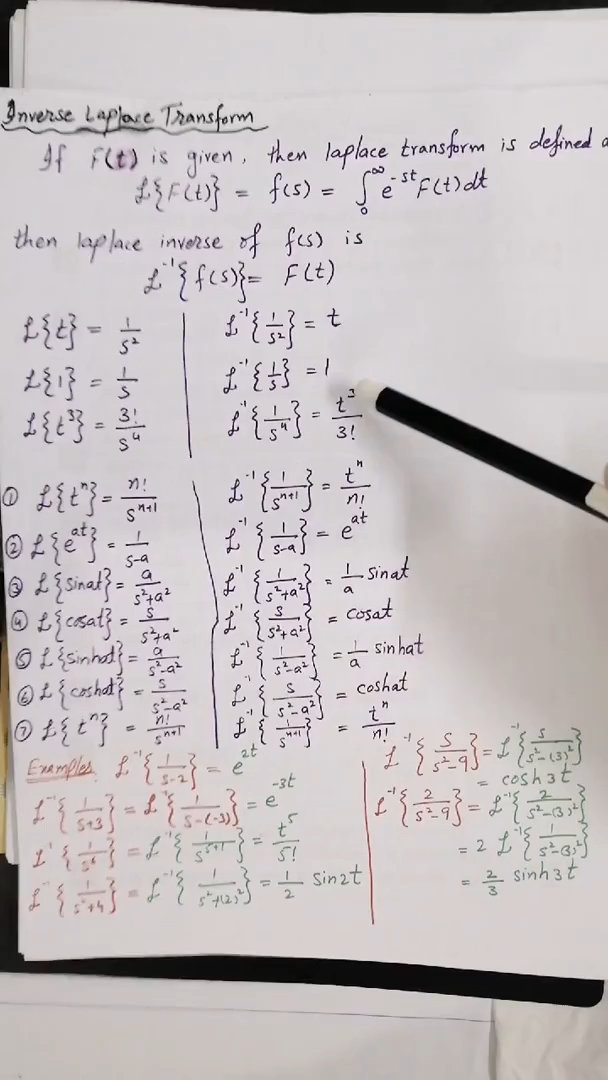 Inverse Laplace Transform
If F(t) is given, then laplace transform is defined a
ℒ{F(t)} = f(s) = ∫₀^∞ e^(-st) F(t) dt
then laplace inverse of f(s) is
ℒ⁻¹{f(s)} = F(t)
ℒ{t} = 1/s²
ℒ{1} = 1/s
ℒ{t³} = 3!/s⁴
ℒ⁻¹{1/s²} = t
ℒ⁻¹{1/s} = 1
ℒ⁻¹{1/s⁴} = t³/3!
① ℒ{tⁿ} = n!/s^(n+1)
② ℒ{e^(at)} = 1/(s-a)
③ ℒ{sinat} = a/(s²+a²)
④ ℒ{cosat} = s/(s²+a²)
⑤ ℒ{sinhat} = a/(s²-a²)
⑥ ℒ{coshat} = s/(s²-a²)
⑦ ℒ{tⁿ} = n!/s^(n+1)
ℒ⁻¹{1/s^(n+1)} = tⁿ/n!
ℒ⁻¹{1/(s-a)} = e^(at)
ℒ⁻¹{1/(s²+a²)} = 1/a sinat
ℒ⁻¹{s/(s²+a²)} = cosat
ℒ⁻¹{1/(s²-a²)} = 1/a sinhat
ℒ⁻¹{s/(s²-a²)} = coshat
ℒ⁻¹{1/s^(n+1)} = tⁿ/n!
Examples ℒ⁻¹{1/(s-2)} = e^(2t)
ℒ⁻¹{1/(s+3)} = ℒ⁻¹{1/(s-(-3))} = e^(-3t)
ℒ⁻¹{1/s⁶} = ℒ⁻¹{1/s^(5+1)} = t⁵/5!
ℒ⁻¹{1/(s²+4)} = ℒ⁻¹{1/(s²+(2)²)} = 1/2 sin2t
ℒ⁻¹{s/(s²-9)} = ℒ⁻¹{s/(s²-(3)²)}
= cosh3t
ℒ⁻¹{2/(s²-9)} = ℒ⁻¹{2/(s²-(3)²)}
= 2 ℒ⁻¹{1/(s²-(3)²)}
= 2/3 sinh3t